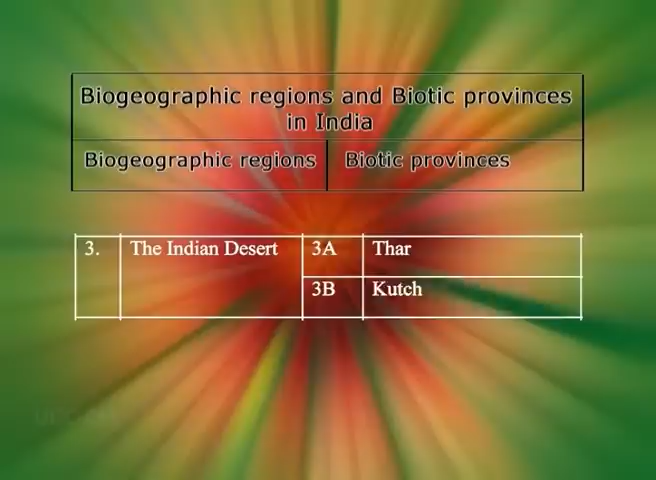 Biogeographic regions and Biotic provinces
in India
Biogeographic regions Biotic provinces
3. The Indian Desert 3A Thar
3B Kutch